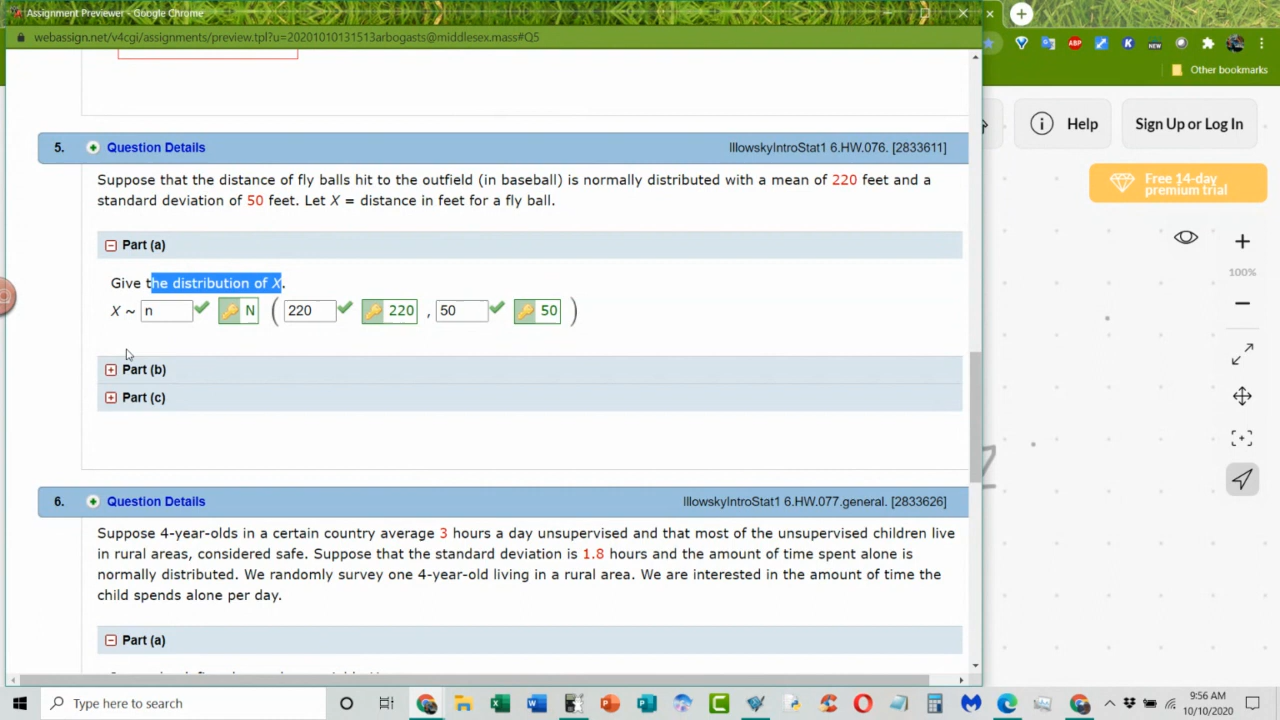 Assignment Previewer - Google Chrome
webassign.net/v4cgi/assignments/preview.tpl?u=20201010131513arbogasts@middlesex.mass#Q5
ABP
K
NEW
Other bookmarks
Help
Sign Up or Log In
Free 14-day
premium trial
100%
5. Question Details IllowskyIntroStat1 6.HW.076. [2833611]
Suppose that the distance of fly balls hit to the outfield (in baseball) is normally distributed with a mean of 220 feet and a
standard deviation of 50 feet. Let X = distance in feet for a fly ball.
Part (a)
Give the distribution of X.
X ~ n N ( 220 220 , 50 50 )
Part (b)
Part (c)
6. Question Details IllowskyIntroStat1 6.HW.077.general. [2833626]
Suppose 4-year-olds in a certain country average 3 hours a day unsupervised and that most of the unsupervised children live
in rural areas, considered safe. Suppose that the standard deviation is 1.8 hours and the amount of time spent alone is
normally distributed. We randomly survey one 4-year-old living in a rural area. We are interested in the amount of time the
child spends alone per day.
Part (a)
Type here to search
9:56 AM
10/10/2020